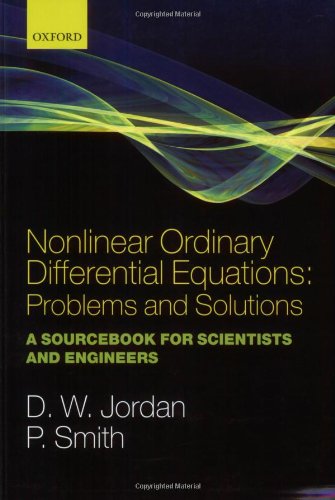 OXFORD
Nonlinear Ordinary
Differential Equations:
Problems and Solutions
A SOURCEBOOK FOR SCIENTISTS
AND ENGINEERS
D. W. Jordan
P. Smith